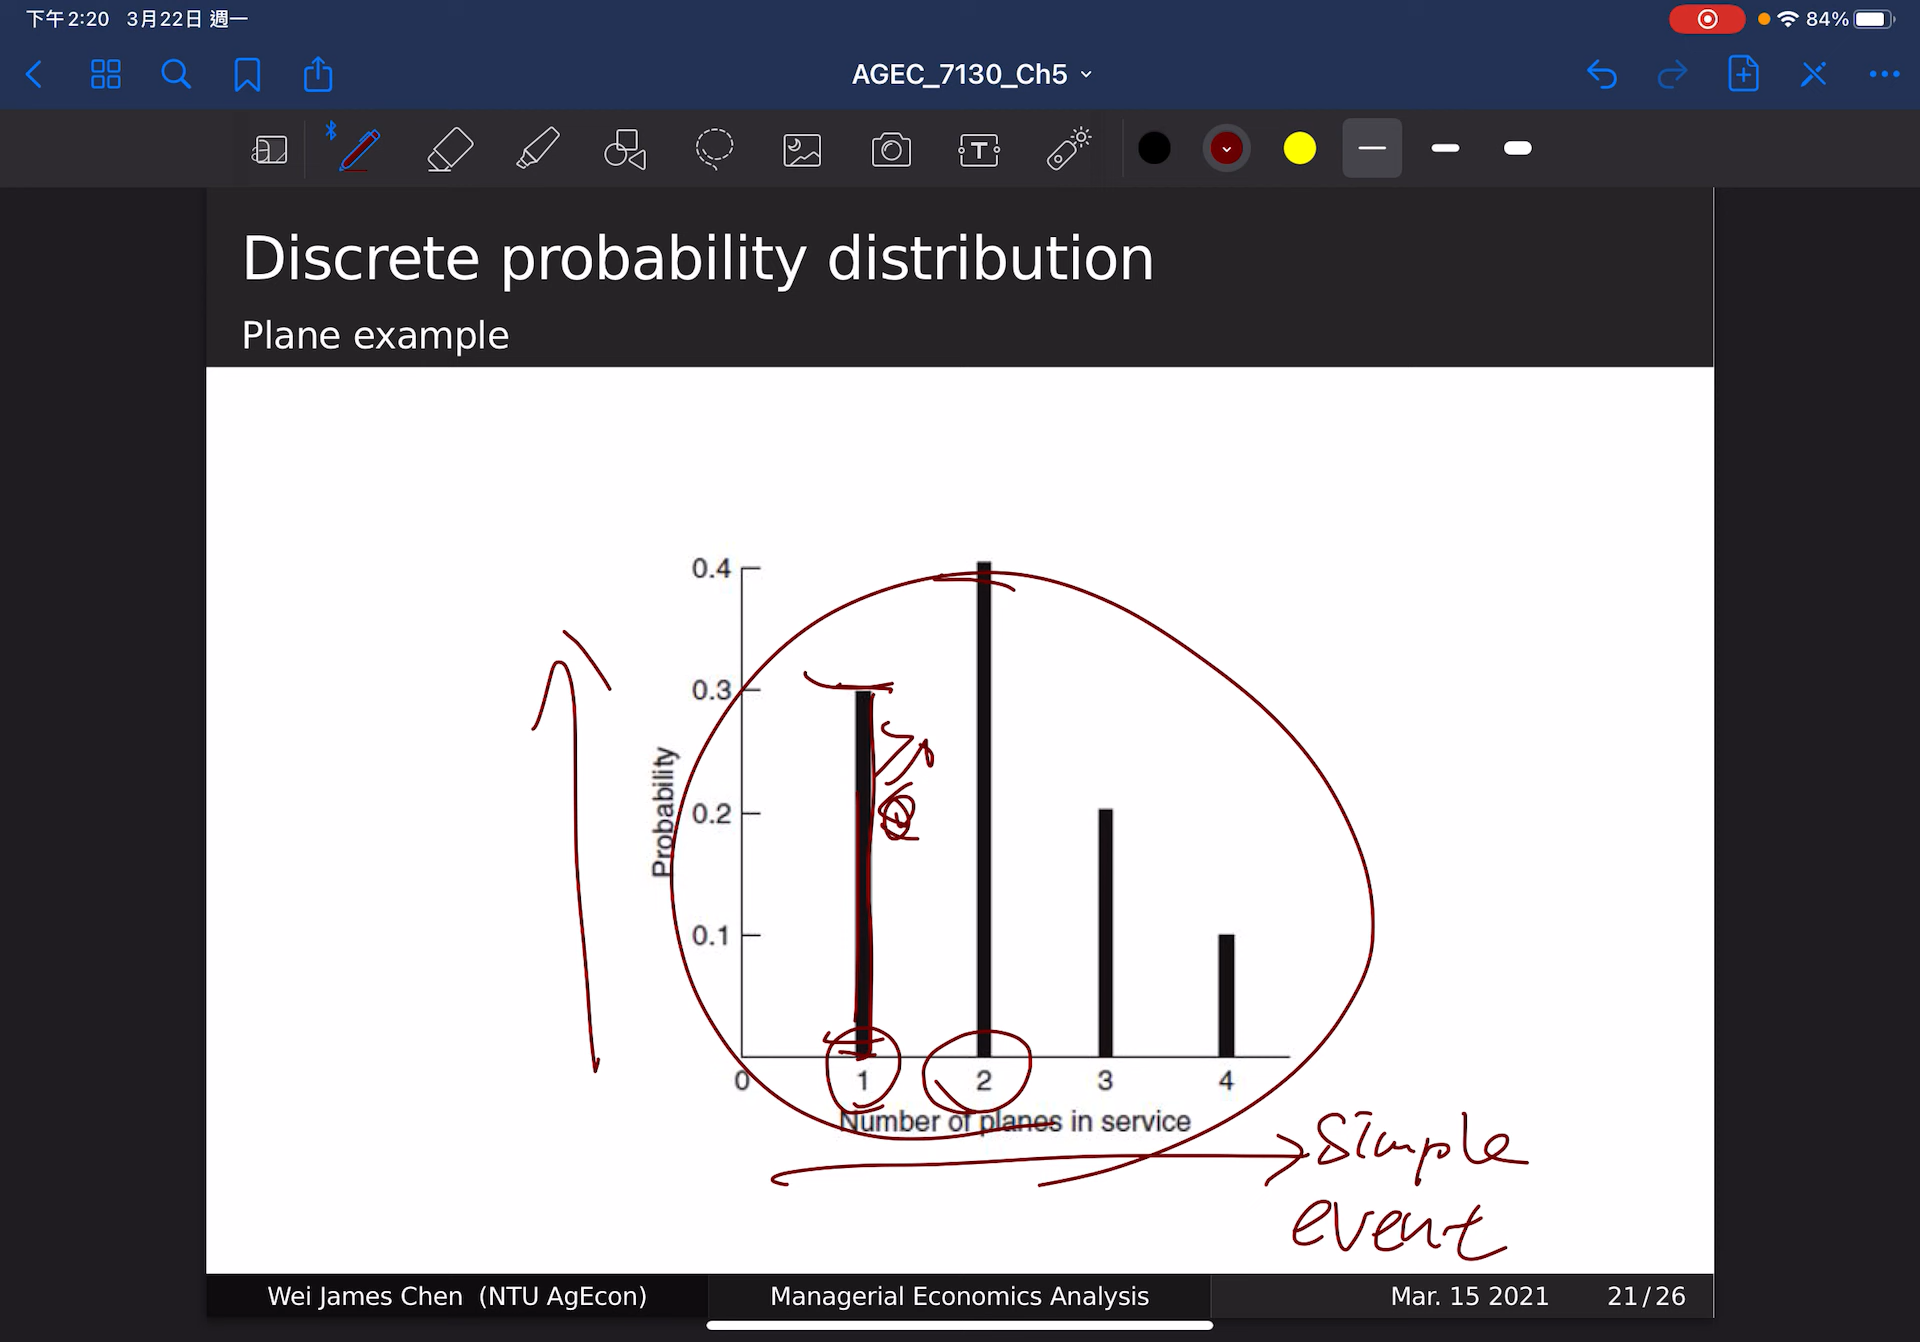 下午2:20 3月22日 週一
84%
AGEC_7130_Ch5
T
Discrete probability distribution
Plane example
0.4
0.3
0.2
0.1
Probability
0 1 2 3 4
Number of planes in service
Simple
event
Wei James Chen (NTU AgEcon) Managerial Economics Analysis Mar. 15 2021 21/26